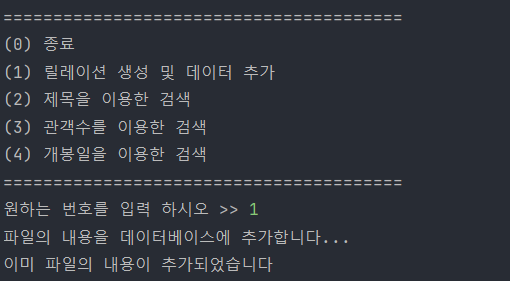 ========================================
(0) 종료
(1) 릴레이션 생성 및 데이터 추가
(2) 제목을 이용한 검색
(3) 관객수를 이용한 검색
(4) 개봉일을 이용한 검색
========================================
원하는 번호를 입력 하시오 >> 1
파일의 내용을 데이터베이스에 추가합니다...
이미 파일의 내용이 추가되었습니다